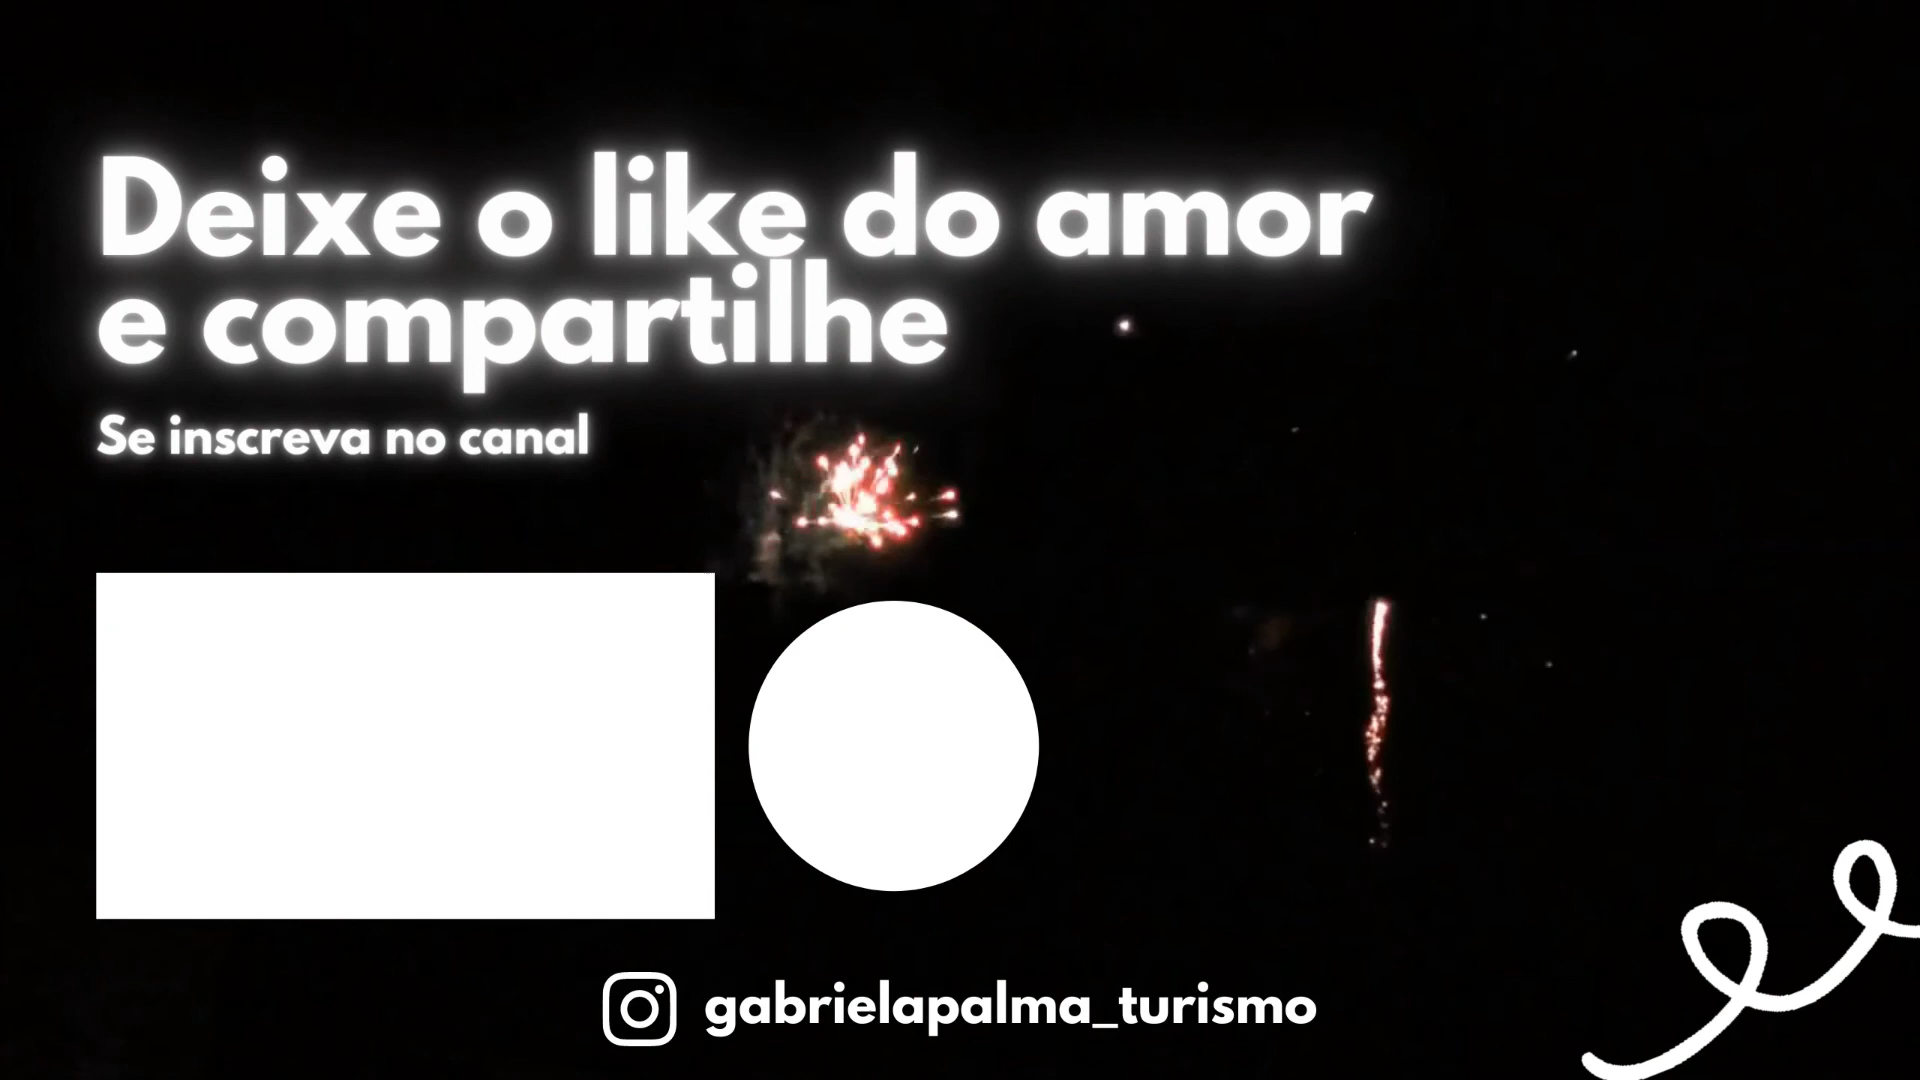 Deixe o like do amor
e compartilhe
Se inscreva no canal
gabrielapalma_turismo